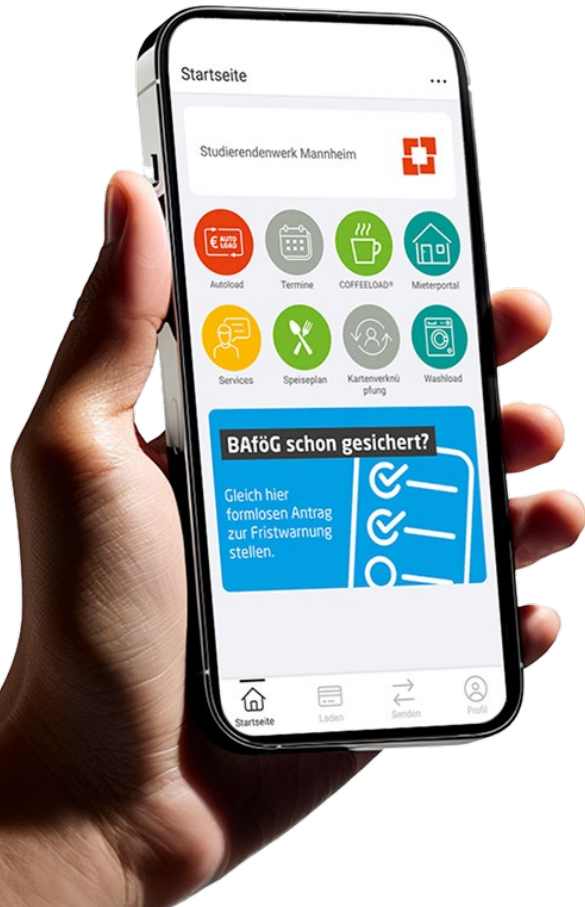 Startseite
Studierendenwerk Mannheim
€ AUTO
LOAD
Autoload
Termine
COFFEELOAD®
Mieterportal
Services
Speiseplan
Kartenverknü
pfung
Washload
BAföG schon gesichert?
Gleich hier
formlosen Antrag
zur Fristwarnung
stellen.
Startseite
Laden
Senden
Profil